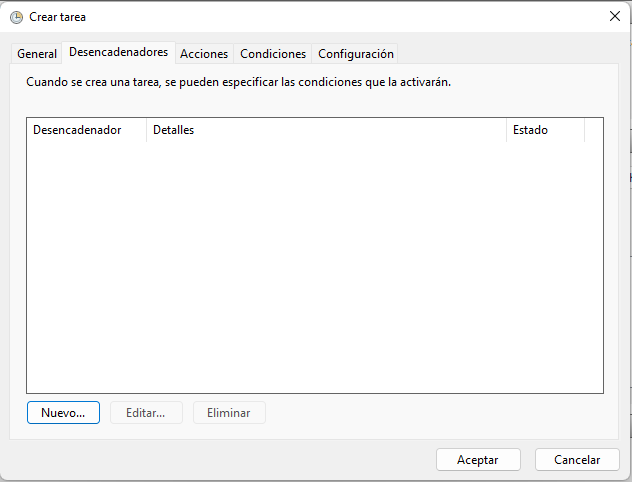 Crear tarea
General Desencadenadores Acciones Condiciones Configuración
Cuando se crea una tarea, se pueden especificar las condiciones que la activarán.
Desencadenador Detalles Estado
Nuevo... Editar... Eliminar
Aceptar Cancelar